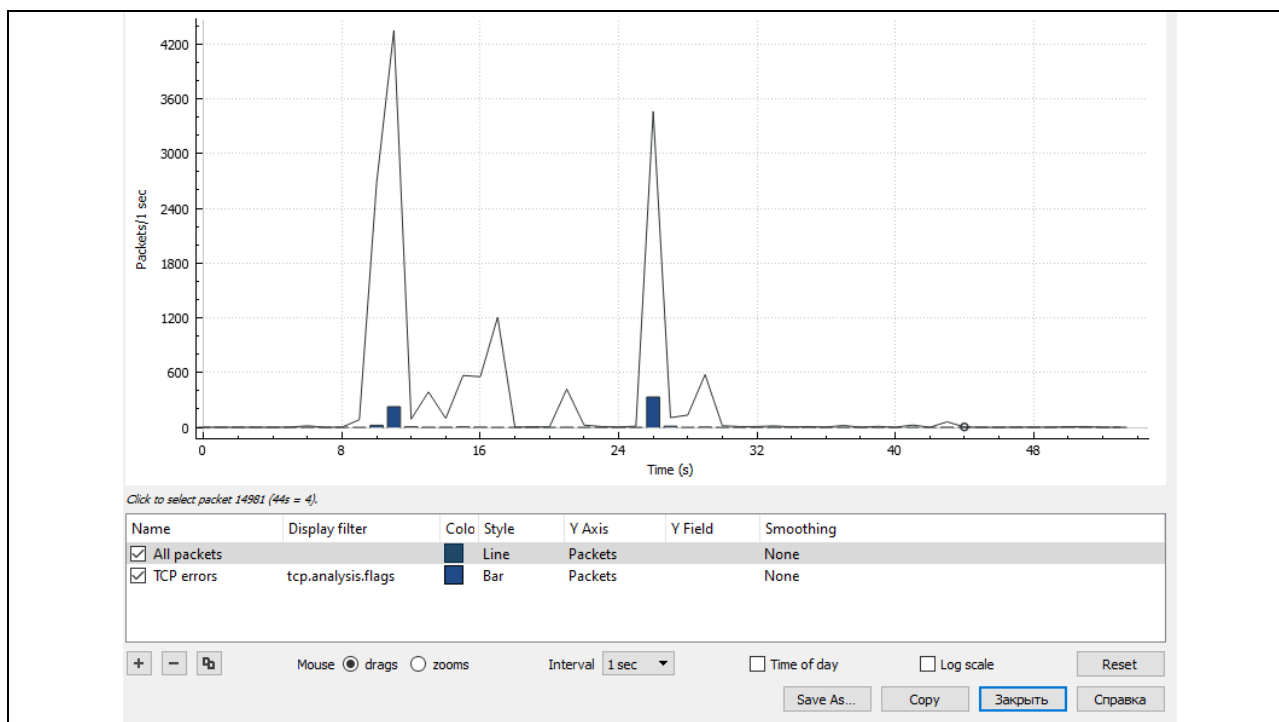 4200
3600
3000
2400
1800
1200
600
0
Packets/1 sec
0 8 16 24 32 40 48
Time (s)
Click to select packet 14981 (44s = 4).
Name Display filter Colo Style Y Axis Y Field Smoothing
All packets Line Packets None
TCP errors tcp.analysis.flags Bar Packets None
+ − Mouse drags zooms Interval 1 sec Time of day Log scale Reset
Save As... Copy Закрыть Справка